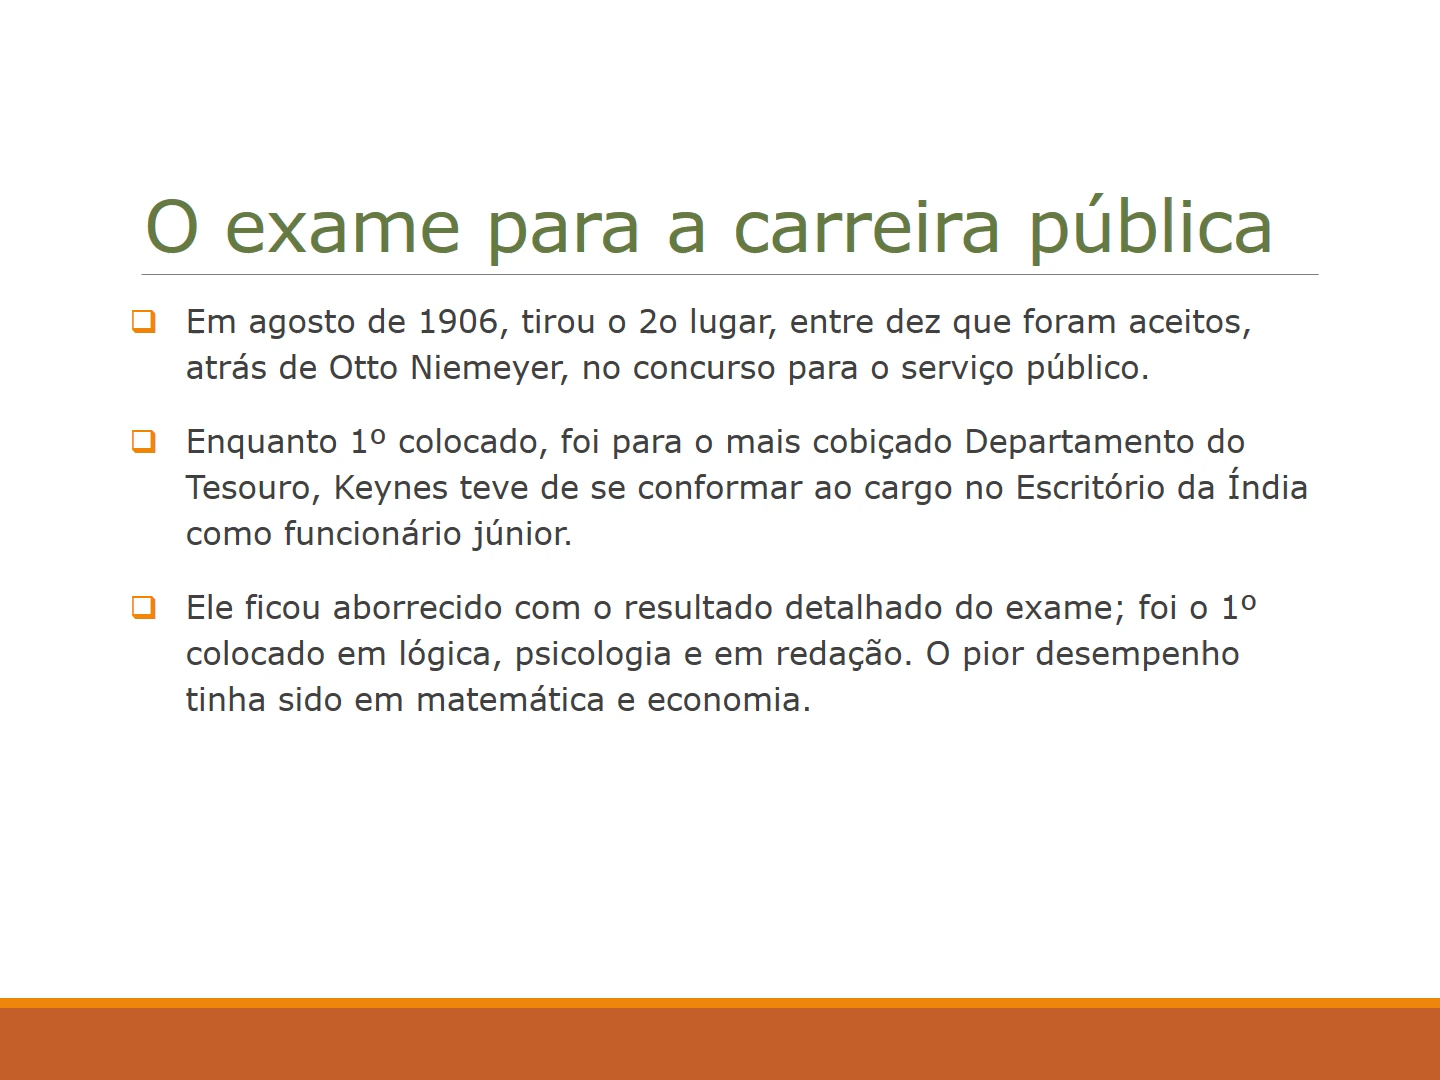 O exame para a carreira pública
Em agosto de 1906, tirou o 2o lugar, entre dez que foram aceitos,
atrás de Otto Niemeyer, no concurso para o serviço público.
Enquanto 1º colocado, foi para o mais cobiçado Departamento do
Tesouro, Keynes teve de se conformar ao cargo no Escritório da Índia
como funcionário júnior.
Ele ficou aborrecido com o resultado detalhado do exame; foi o 1º
colocado em lógica, psicologia e em redação. O pior desempenho
tinha sido em matemática e economia.